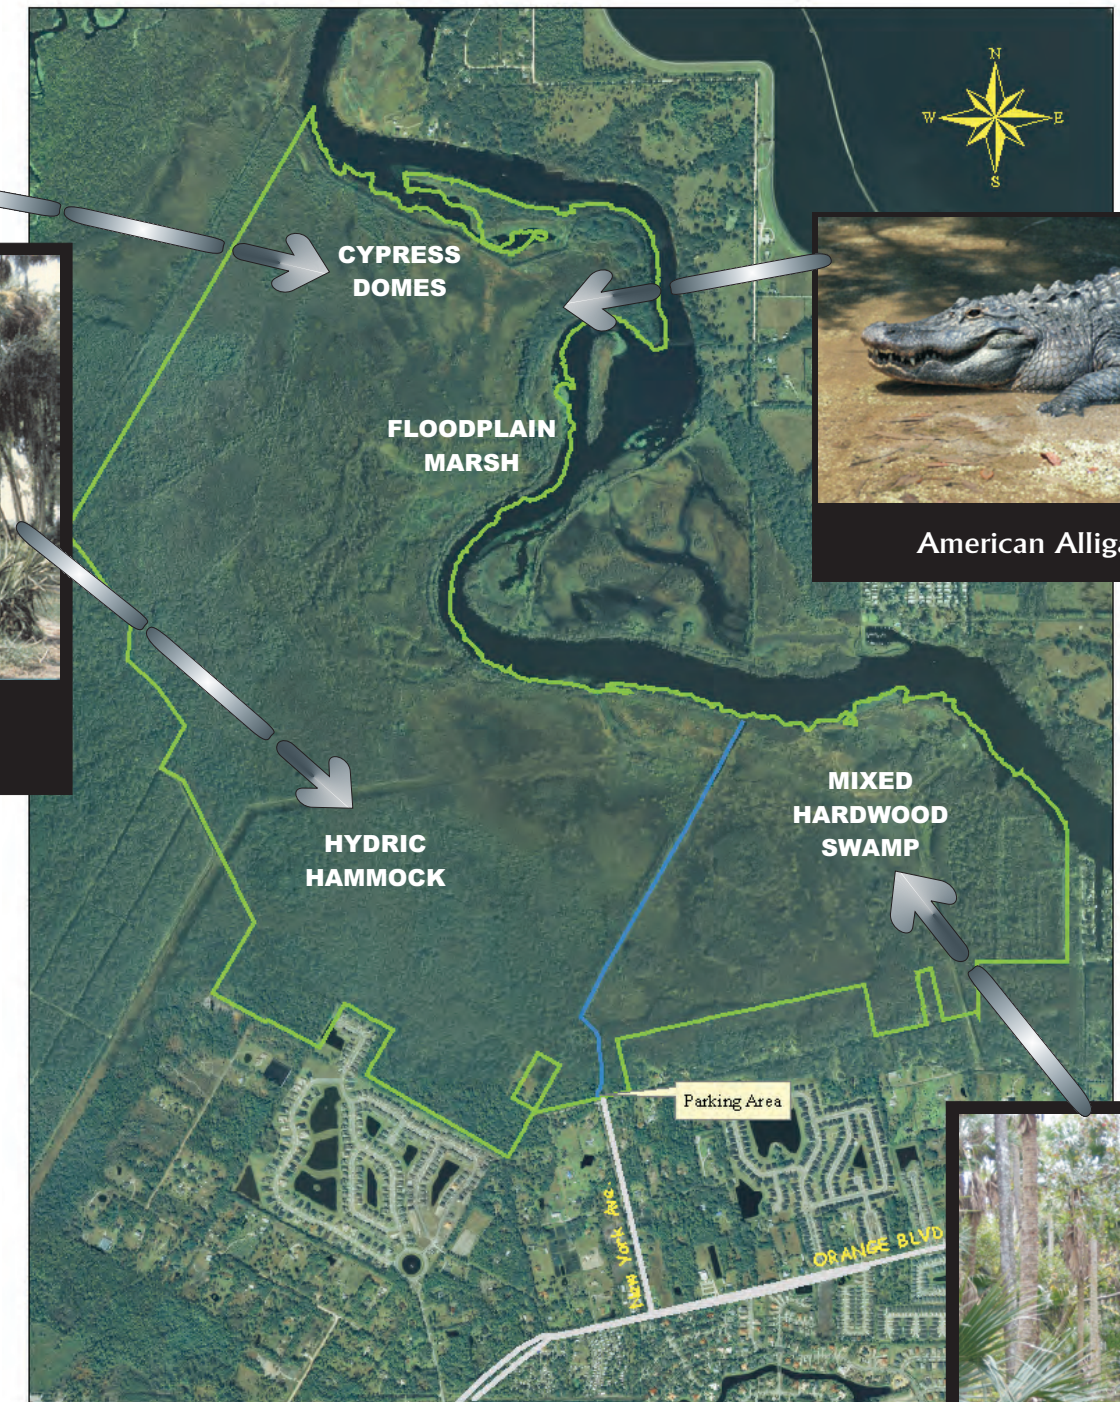 N
W E
S
CYPRESS
DOMES
FLOODPLAIN
MARSH
American Allig
MIXED
HARDWOOD
SWAMP
HYDRIC
HAMMOCK
Parking Area
New York Ave.
ORANGE BLVD